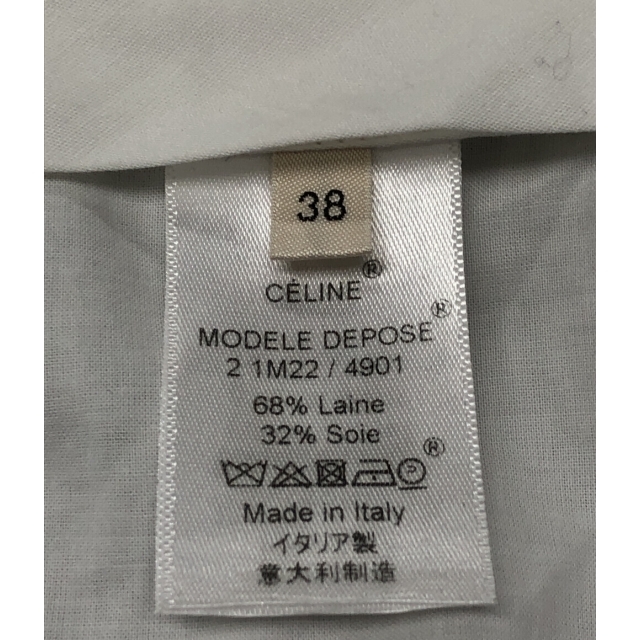 38
CÉLINE®
MODELE DEPOSE®
2 1M22 / 4901
68% Laine
32% Soie
®
Made in Italy
イタリア製
意大利制造